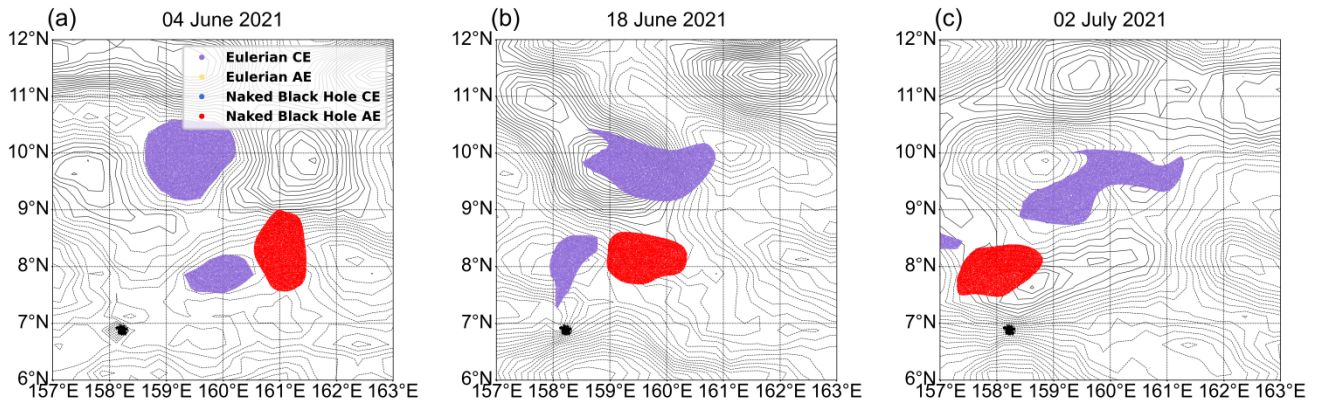 (a) 04 June 2021
(b) 18 June 2021
(c) 02 July 2021
12°N
11°N
10°N
9°N
8°N
7°N
6°N
157°E 158°E 159°E 160°E 161°E 162°E 163°E
Eulerian CE
Eulerian AE
Naked Black Hole CE
Naked Black Hole AE
12°N
11°N
10°N
9°N
8°N
7°N
6°N
157°E 158°E 159°E 160°E 161°E 162°E 163°E
12°N
11°N
10°N
9°N
8°N
7°N
6°N
157°E 158°E 159°E 160°E 161°E 162°E 163°E